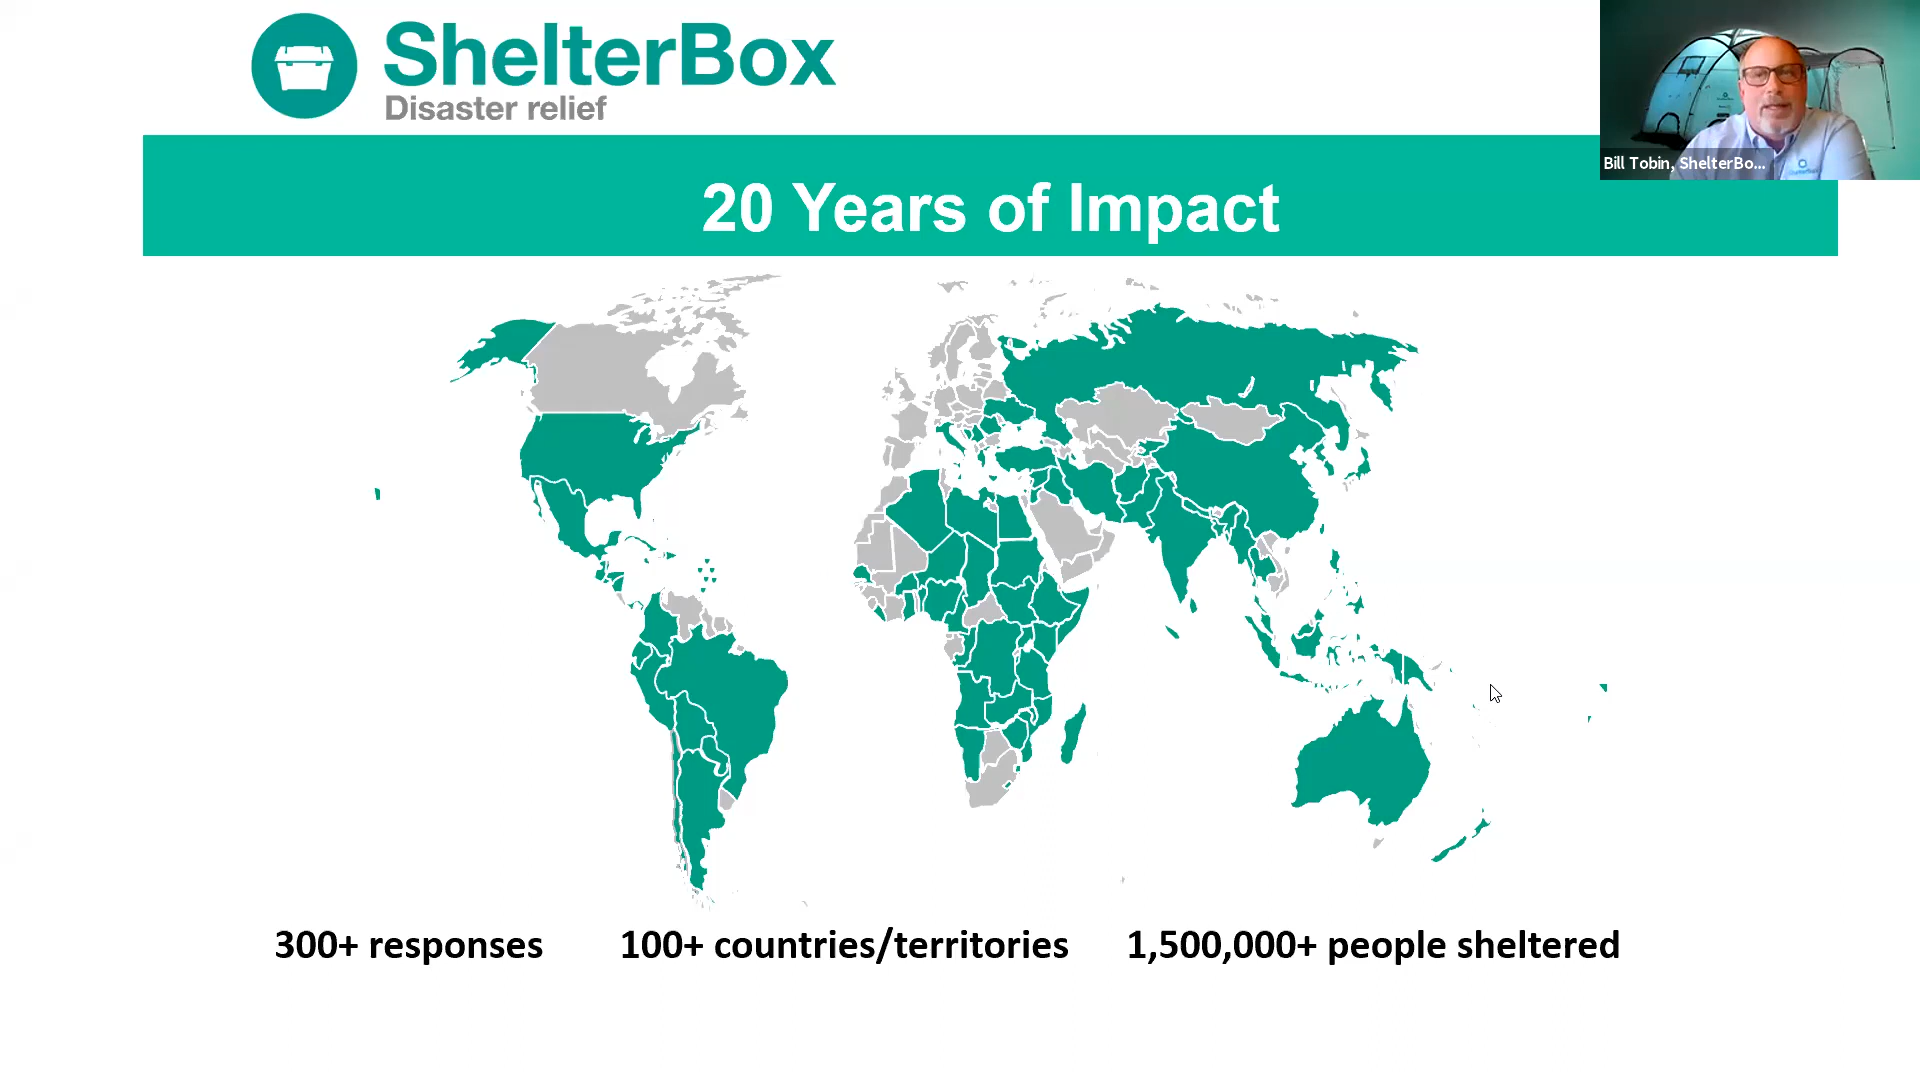 ShelterBox
Disaster relief
Bill Tobin, ShelterBo...
20 Years of Impact
300+ responses
100+ countries/territories
1,500,000+ people sheltered